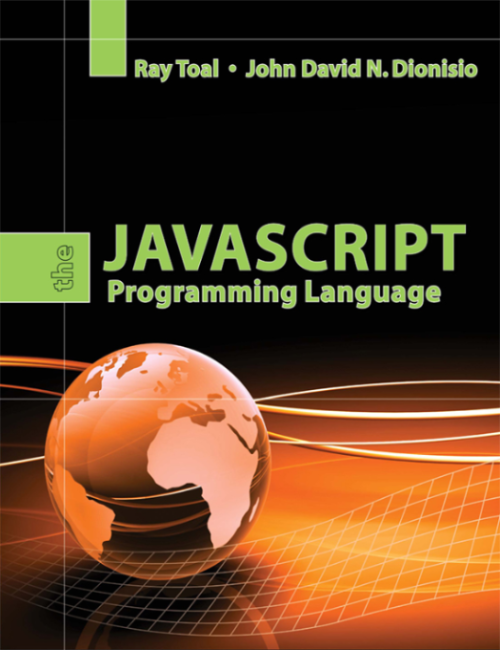 Ray Toal • John David N. Dionisio
the
JAVASCRIPT
Programming Language